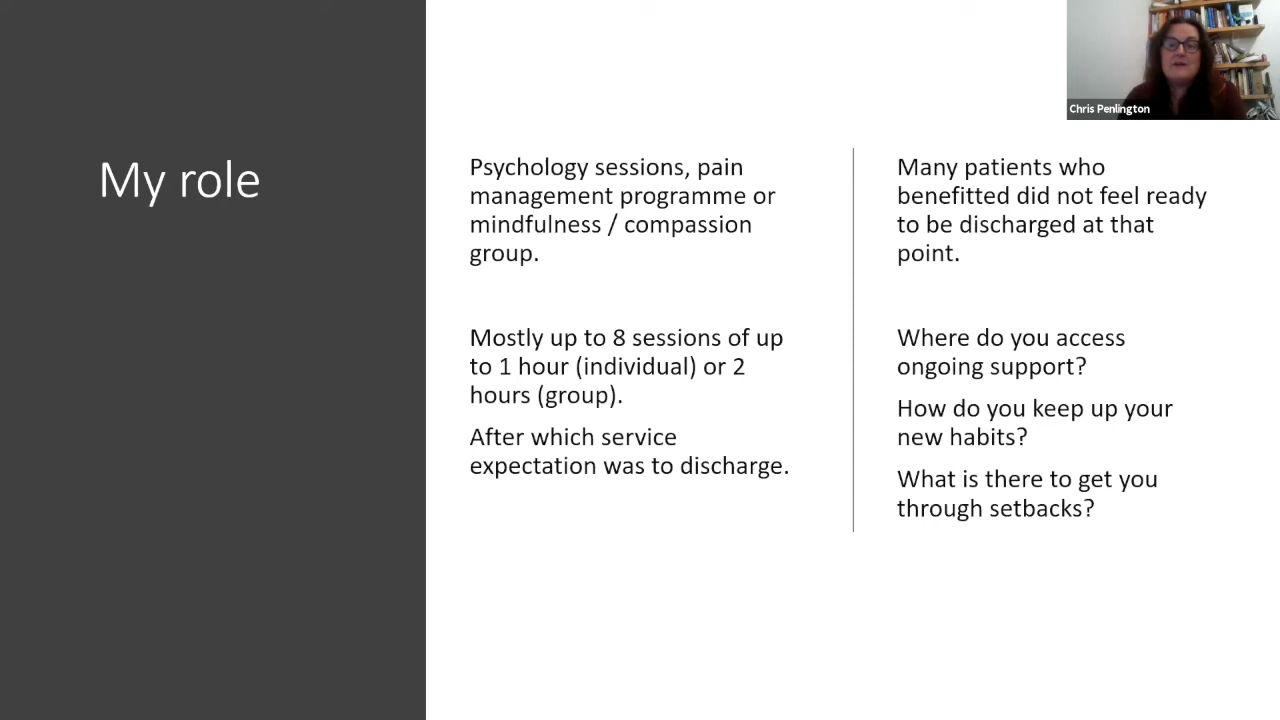 My role
Psychology sessions, pain
management programme or
mindfulness / compassion
group.
Mostly up to 8 sessions of up
to 1 hour (individual) or 2
hours (group).
After which service
expectation was to discharge.
Many patients who
benefitted did not feel ready
to be discharged at that
point.
Where do you access
ongoing support?
How do you keep up your
new habits?
What is there to get you
through setbacks?
Chris Penlington